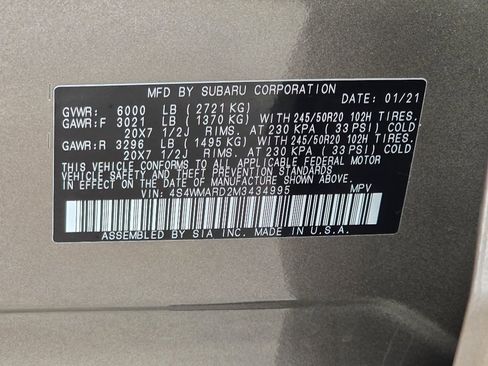 MFD BY SUBARU CORPORATION DATE: 01/21
GVWR: 6000 LB (2721 KG)
GAWR:F 3021 LB (1370 KG) WITH 245/50R20 102H TIRES.
20X7 1/2J RIMS. AT 230 KPA ( 33 PSI) COLD
GAWR:R 3296 LB (1495 KG) WITH 245/50R20 102H TIRES.
20X7 1/2J RIMS. AT 230 KPA ( 33 PSI) COLD
THIS VEHICLE CONFORMS TO ALL APPLICABLE FEDERAL MOTOR
VEHICLE SAFETY, BUMPER, AND THEFT PREVENTION STANDARDS IN EFFECT ON THE DATE OF MANUFACTURE SHOWN ABOVE.
VIN: 4S4WMARD2M3434995 MPV
ASSEMBLED BY SIA INC. MADE IN U.S.A.